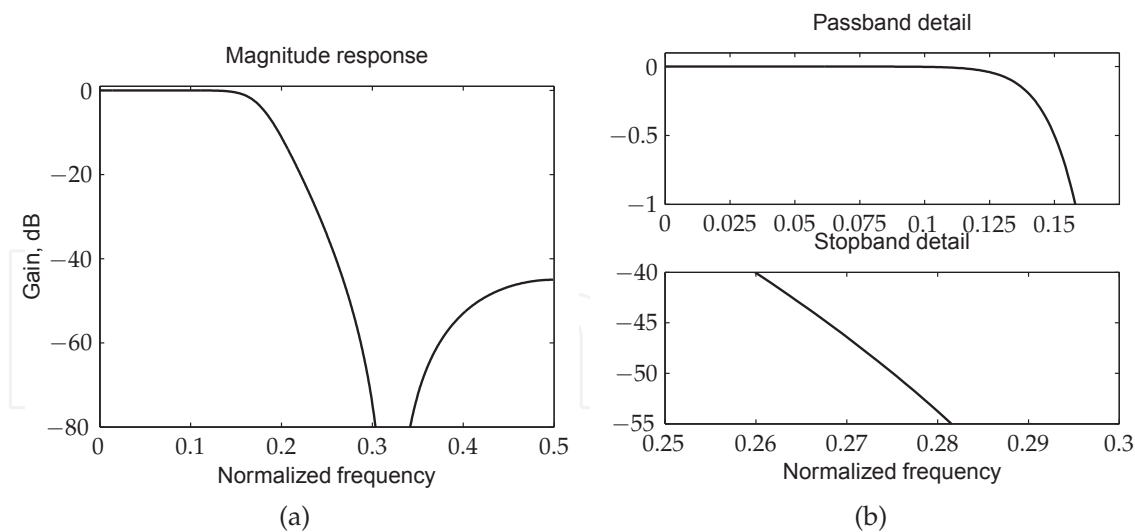 Magnitude response
0
−20
−40
−60
−80
Gain, dB
0 0.1 0.2 0.3 0.4 0.5
Normalized frequency
(a)
Passband detail
0
−0.5
−1
0 0.025 0.05 0.075 0.1 0.125 0.15
Stopband detail
−40
−45
−50
−55
0.25 0.26 0.27 0.28 0.29 0.3
Normalized frequency
(b)